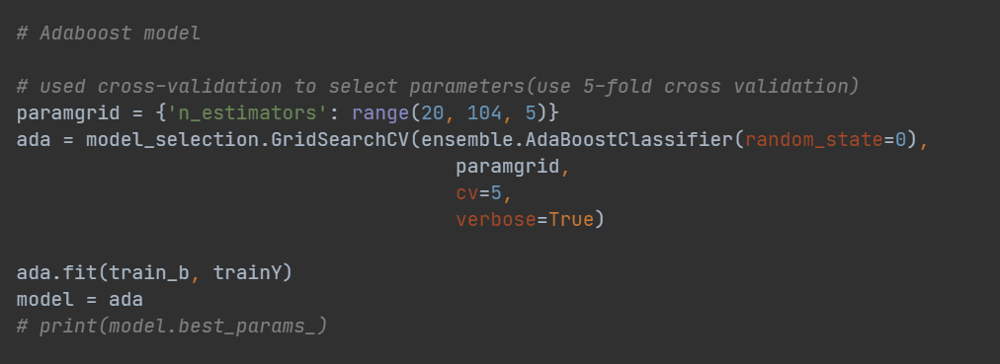 # Adaboost model
# used cross-validation to select parameters(use 5-fold cross validation)
paramgrid = {'n_estimators': range(20, 104, 5)}
ada = model_selection.GridSearchCV(ensemble.AdaBoostClassifier(random_state=0),
paramgrid,
cv=5,
verbose=True)
ada.fit(train_b, trainY)
model = ada
# print(model.best_params_)